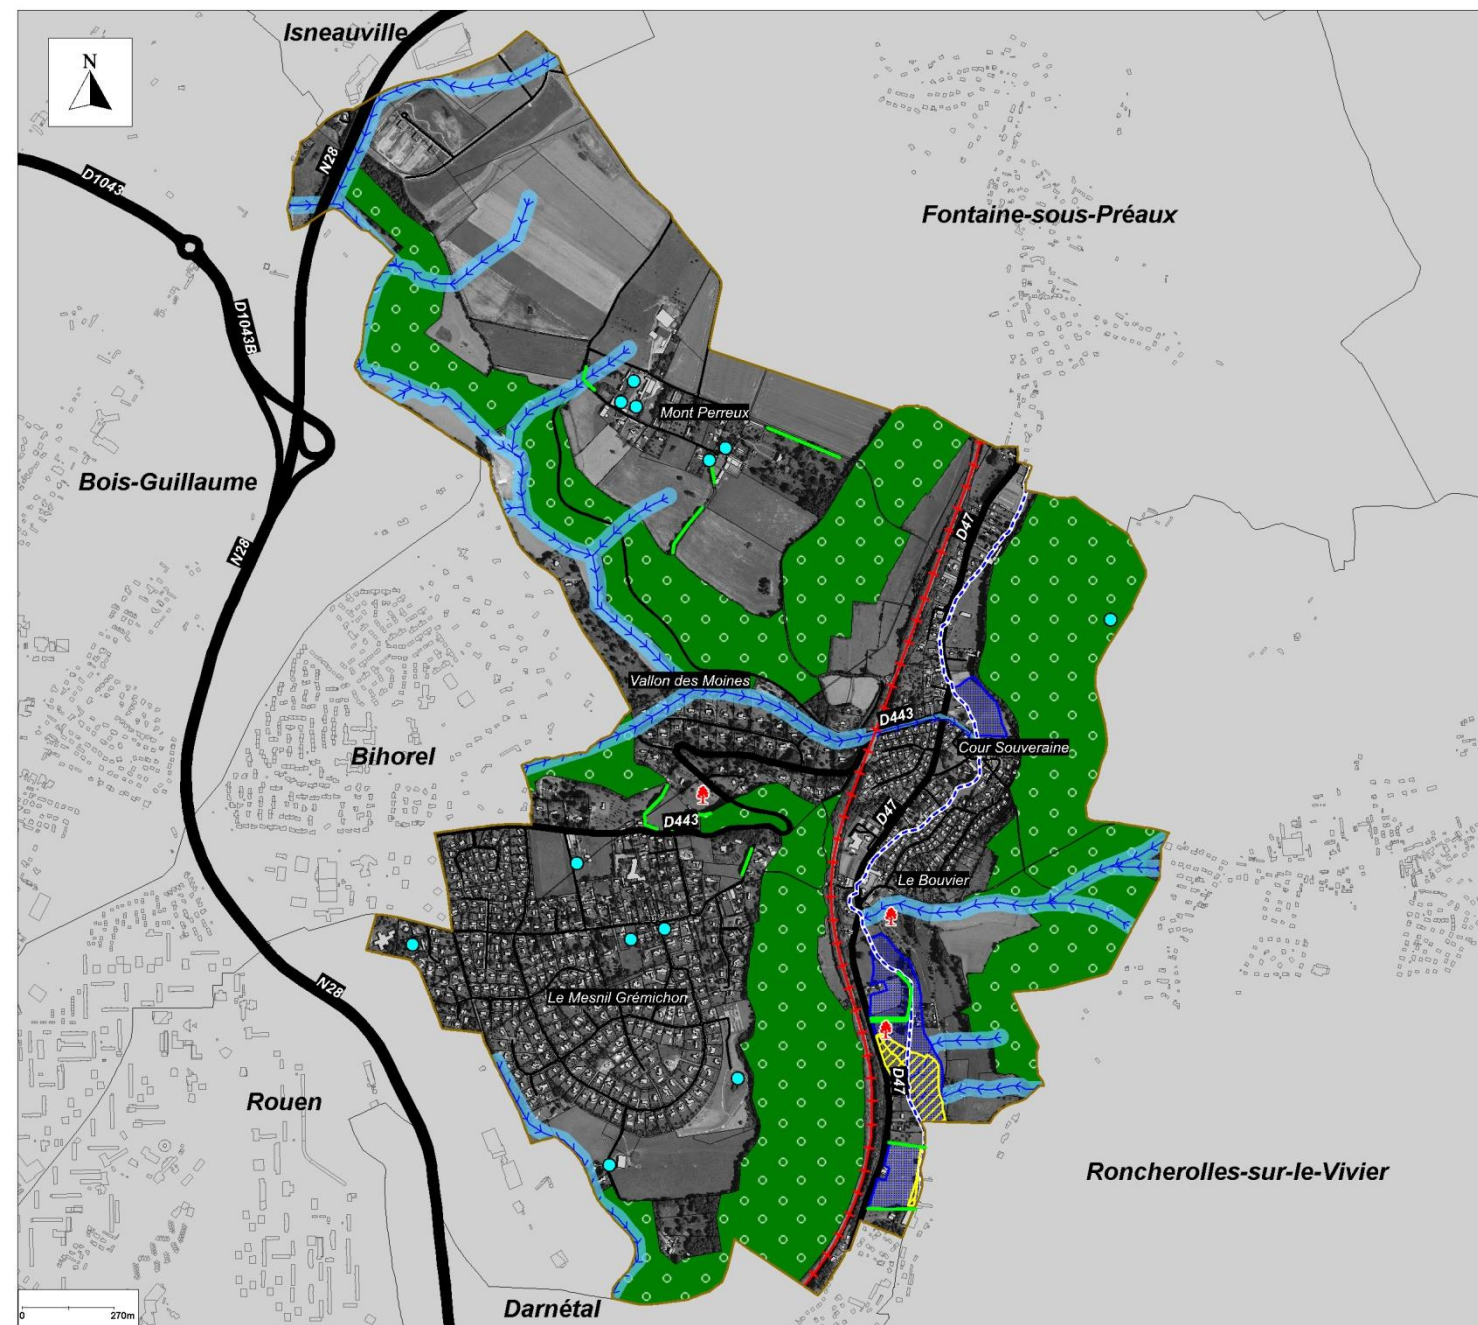 Isneauville
N
N28
D1043
Fontaine-sous-Préaux
D1043B
Mont Perreux
Bois-Guillaume
D47
N28
Vallon des Moines
D443
Cour Souveraine
Bihorel
D443
D47
Le Bouvier
N28
Le Mesnil Grémichon
D47
Rouen
Roncherolles-sur-le-Vivier
Darnétal
0 270m